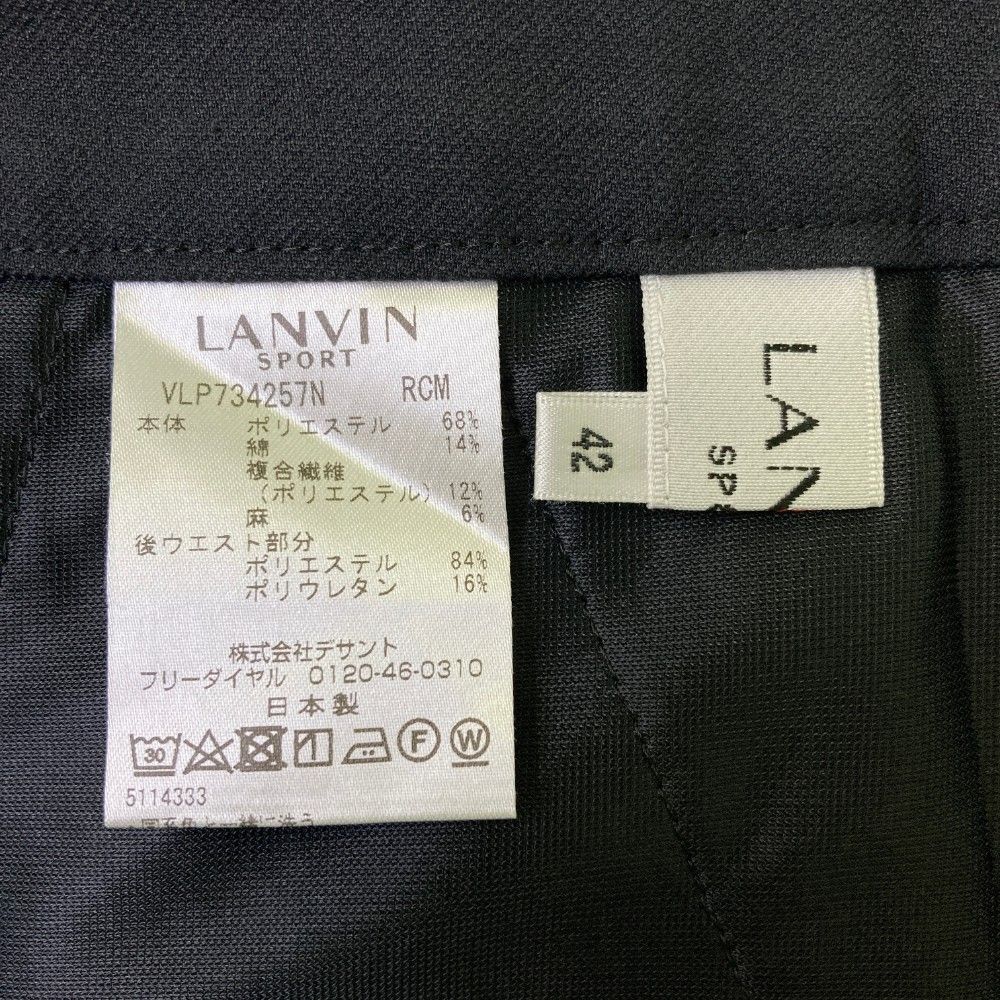 LANVIN
SPORT
VLP734257N RCM
本体 ポリエステル 68%
綿 14%
複合繊維
(ポリエステル) 12%
麻 6%
後ウエスト部分
ポリエステル 84%
ポリウレタン 16%
株式会社デサント
フリーダイヤル 0120-46-0310
日本製
30
F
W
5114333
42
LAN
SP